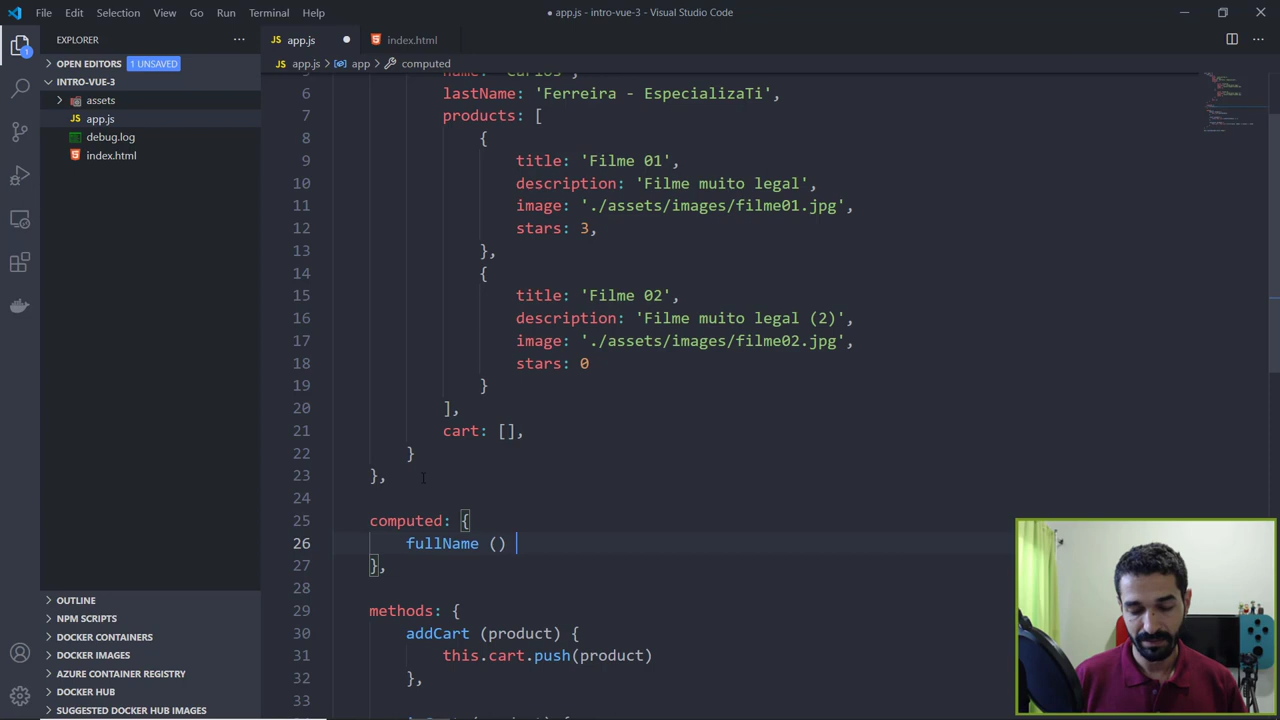 File Edit Selection View Go Run Terminal Help
● app.js - intro-vue-3 - Visual Studio Code
EXPLORER
OPEN EDITORS 1 UNSAVED
INTRO-VUE-3
assets
JS app.js
debug.log
index.html
OUTLINE
NPM SCRIPTS
DOCKER CONTAINERS
DOCKER IMAGES
AZURE CONTAINER REGISTRY
DOCKER HUB
SUGGESTED DOCKER HUB IMAGES
JS app.js ● index.html
JS app.js > app > computed
name: 'Carlos',
6 lastName: 'Ferreira - EspecializaTi',
7 products: [
8 {
9 title: 'Filme 01',
10 description: 'Filme muito legal',
11 image: './assets/images/filme01.jpg',
12 stars: 3,
13 },
14 {
15 title: 'Filme 02',
16 description: 'Filme muito legal (2)',
17 image: './assets/images/filme02.jpg',
18 stars: 0
19 }
20 ],
21 cart: [],
22 }
23 },
24
25 computed: {
26 fullName ()
27 },
28
29 methods: {
30 addCart (product) {
31 this.cart.push(product)
32 },
33